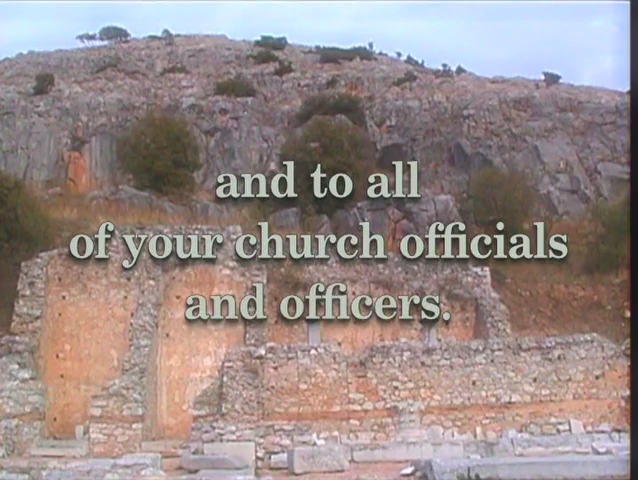 and to all
of your church officials
and officers.